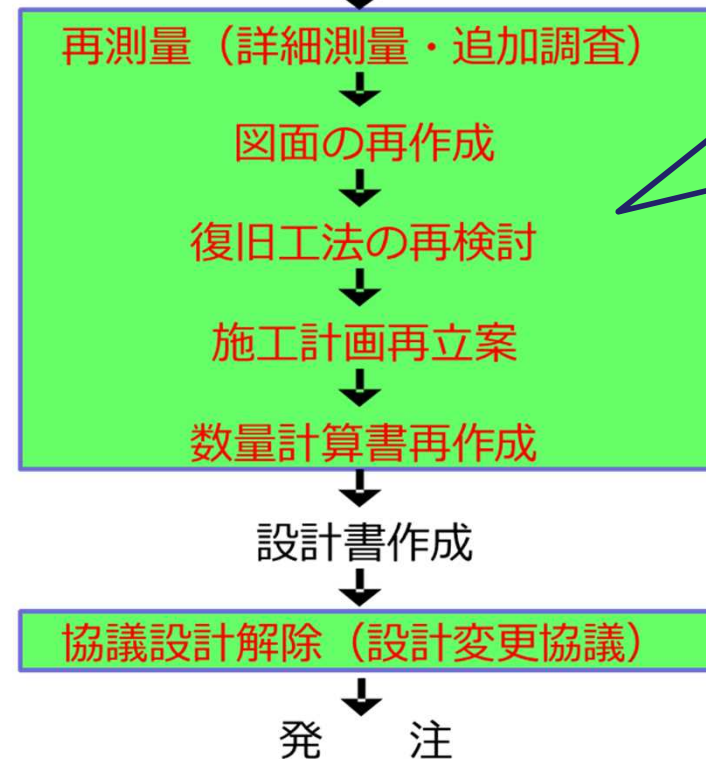 再測量（詳細測量・追加調査）
図面の再作成
復旧工法の再検討
施工計画再立案
数量計算書再作成
設計書作成
協議設計解除（設計変更協議）
発　注